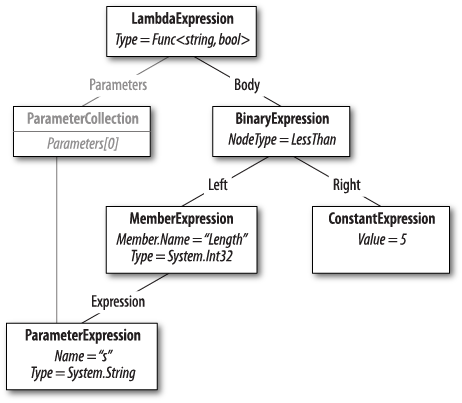 LambdaExpression
Type = Func<string,bool>
Parameters
Body
ParameterCollection
Parameters[0]
BinaryExpression
NodeType = LessThan
Left
Right
MemberExpression
Member.Name = “Length”
Type = System.Int32
ConstantExpression
Value = 5
Expression
ParameterExpression
Name = “s”
Type = System.String